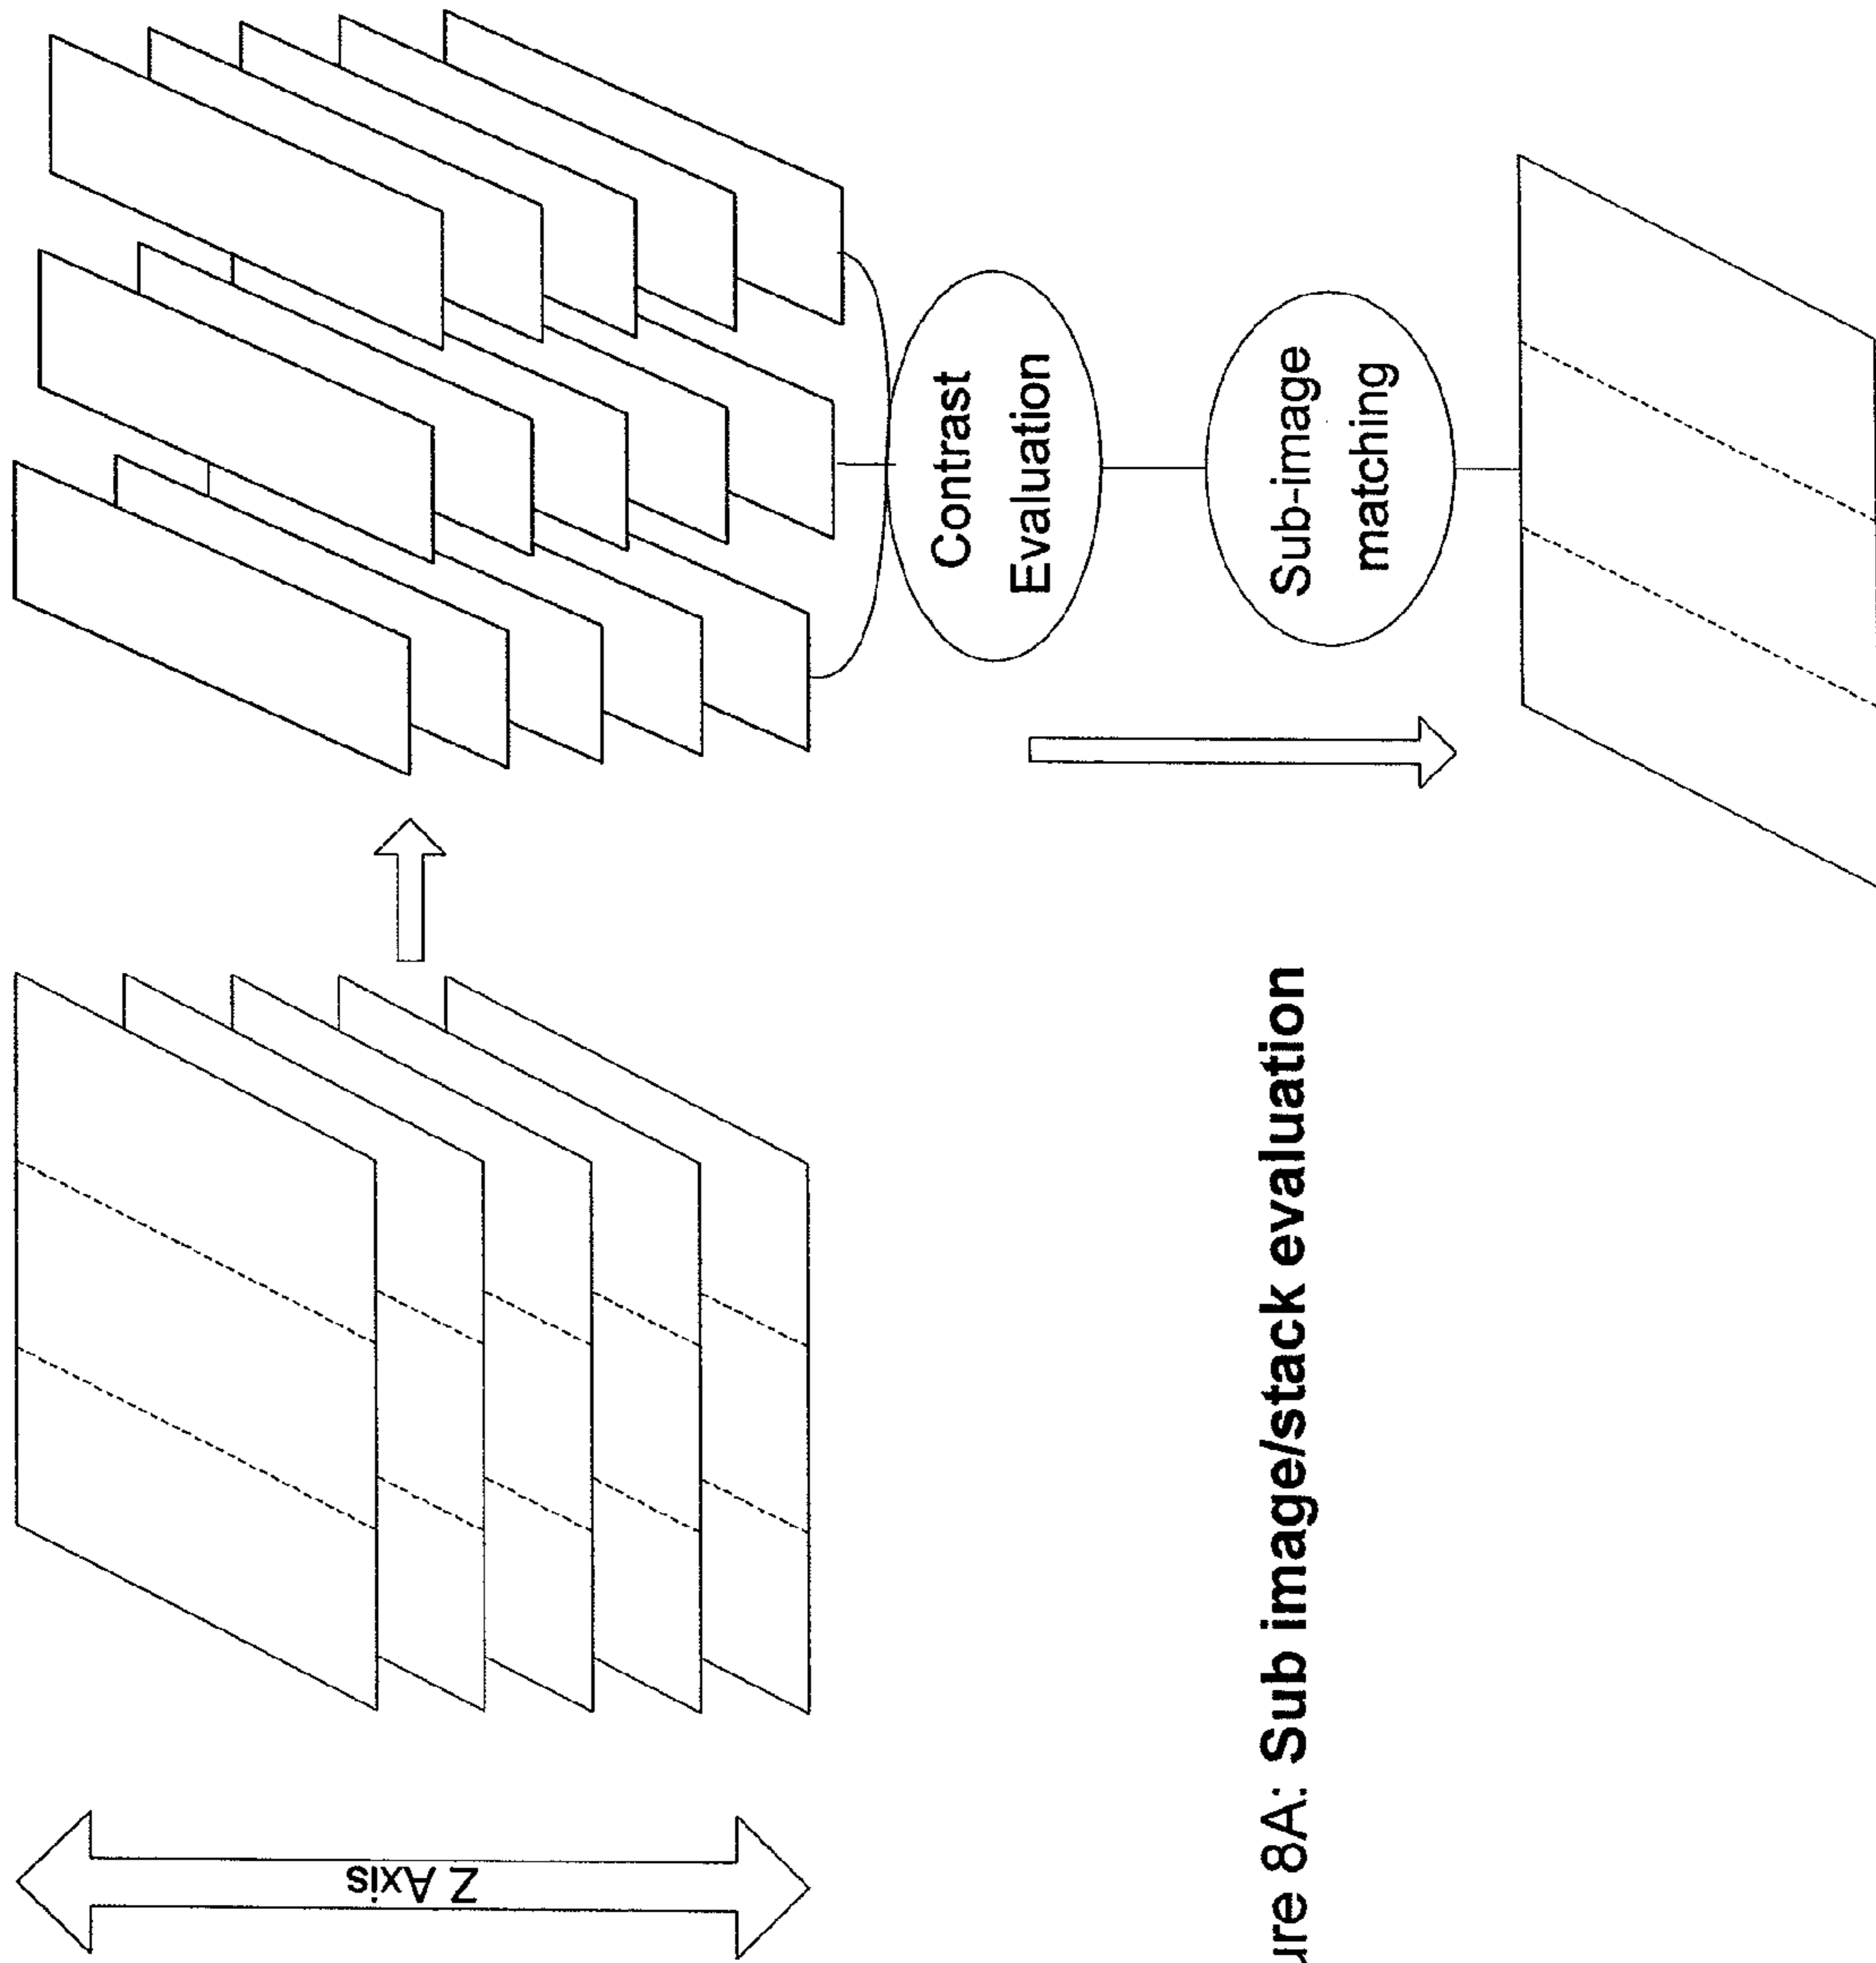 Z Axis
Contrast
Evaluation
Sub-image
matching
ure 8A: Sub image/stack evaluation